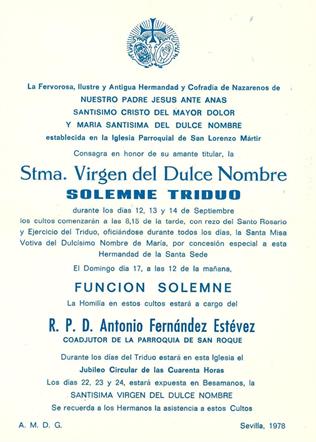 La Fervorosa, Ilustre y Antigua Hermandad y Cofradía de Nazarenos de
NUESTRO PADRE JESUS ANTE ANAS
SANTISIMO CRISTO DEL MAYOR DOLOR
Y MARIA SANTISIMA DEL DULCE NOMBRE
establecida en la Iglesia Parroquial de San Lorenzo Mártir
Consagra en honor de su amante titular, la
Stma. Virgen del Dulce Nombre
SOLEMNE TRIDUO
durante los días 12, 13 y 14 de Septiembre
los cultos comenzarán a las 8,15 de la tarde, con rezo del Santo Rosario
y Ejercicio del Triduo, oficiándose durante todos los días, la Santa Misa
Votiva del Dulcísimo Nombre de María, por concesión especial a esta
Hermandad de la Santa Sede
El Domingo día 17, a las 12 de la mañana,
FUNCION SOLEMNE
La Homilía en estos cultos estará a cargo del
R. P. D. Antonio Fernández Estévez
COADJUTOR DE LA PARROQUIA DE SAN ROQUE
Durante los días del Triduo estará en esta Iglesia el
Jubileo Circular de las Cuarenta Horas
Los días 22, 23 y 24, estará expuesta en Besamanos, la
SANTISIMA VIRGEN DEL DULCE NOMBRE
Se recuerda a los Hermanos la asistencia a estos Cultos
A. M. D. G. Sevilla, 1978